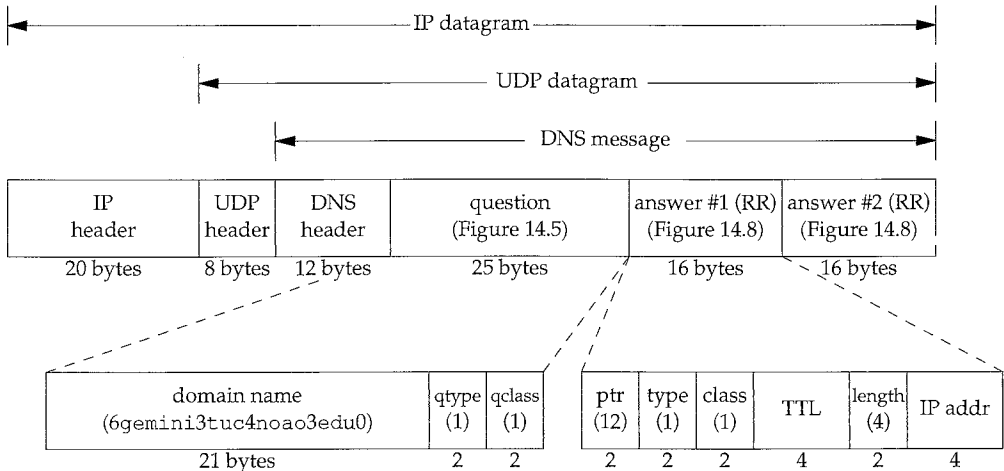 IP datagram
UDP datagram
DNS message
IP header
UDP header
DNS header
question (Figure 14.5)
answer #1 (RR) (Figure 14.8)
answer #2 (RR) (Figure 14.8)
20 bytes
8 bytes
12 bytes
25 bytes
16 bytes
16 bytes
domain name (6gemini3tuc4noao3edu0)
qtype (1)
qclass (1)
ptr (12)
type (1)
class (1)
TTL
length (4)
IP addr
21 bytes
2
2
2
2
2
4
2
4